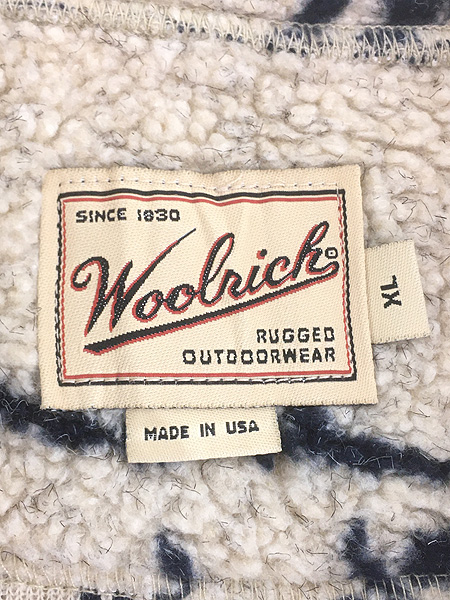 SINCE 1830
Woolrich®
RUGGED
OUTDOORWEAR
XL
MADE IN USA